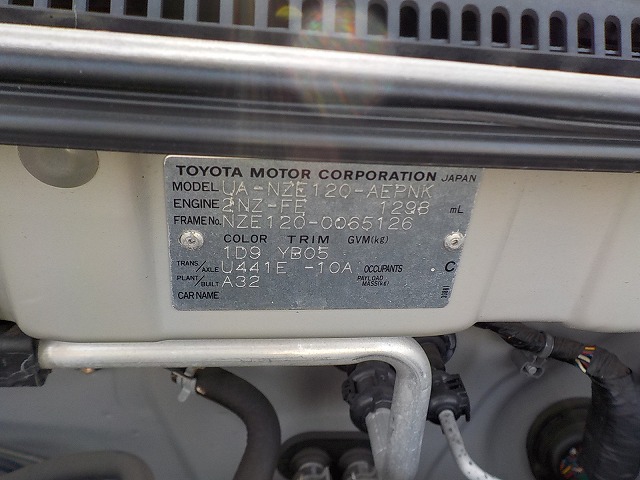 TOYOTA MOTOR CORPORATION JAPAN
MODEL UA-NZE120-AEPNK
ENGINE 2NZ-FE 1298 mL
FRAME No. NZE120-0065126
COLOR TRIM GVM(kg)
1D9 YB05
TRANS/AXLE U441E -10A OCCUPANTS C
PLANT/BUILT A32 PAYLOAD MASS(kg)
CAR NAME